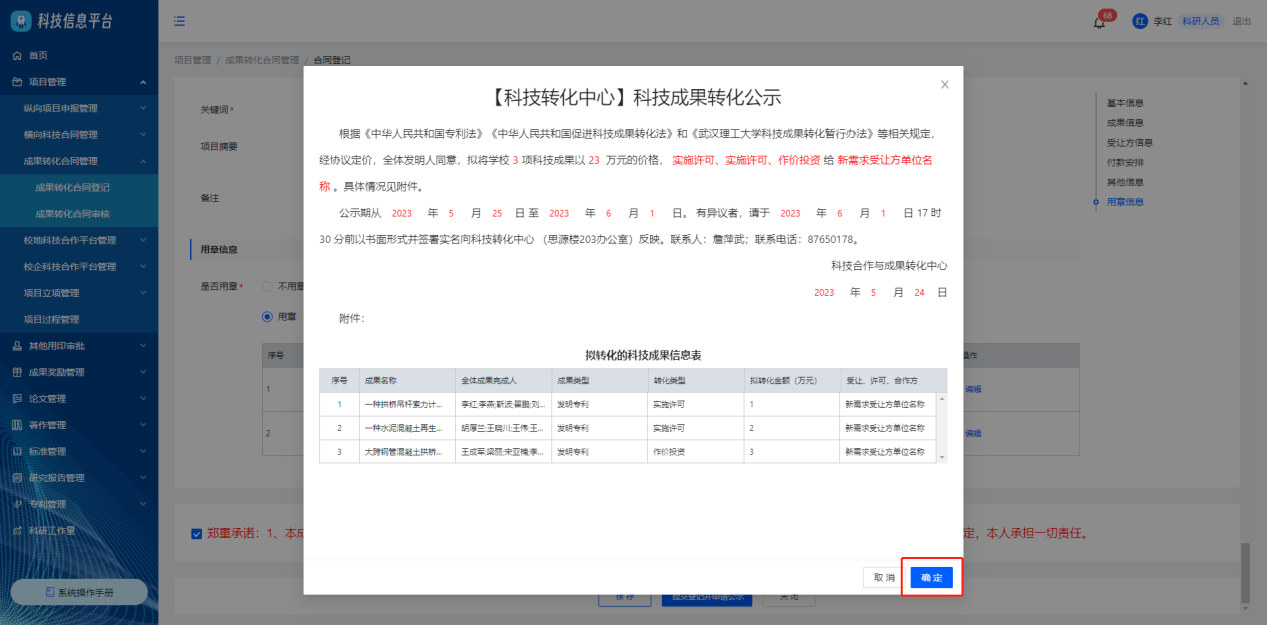 科技信息平台
68
红 李红 科研人员 退出
首页
项目管理
纵向项目申报管理
横向科技合同管理
成果转化合同管理
成果转化合同登记
成果转化合同审核
校地科技合作平台管理
校企科技合作平台管理
项目立项管理
项目过程管理
其他用印审批
成果奖励管理
论文管理
著作管理
标准管理
研究报告管理
专利管理
科研工作量
系统操作手册
项目管理 / 成果转化合同管理 / 合同登记
关键词*
项目摘要
备注
用章信息
是否用章* 不用章
用章
序号
1
2
【科技转化中心】科技成果转化公示
根据《中华人民共和国专利法》《中华人民共和国促进科技成果转化法》和《武汉理工大学科技成果转化暂行办法》等相关规定，
经协议定价，全体发明人同意，拟将学校 3 项科技成果以 23 万元的价格， 实施许可、实施许可、作价投资 给 新需求受让方单位名
称 。具体情况见附件。
公示期从 2023 年 5 月 25 日 至 2023 年 6 月 1 日。 有异议者，请于 2023 年 6 月 1 日 17 时
30 分前以书面形式并签署实名向科技转化中心 （思源楼203办公室）反映。联系人：詹萍武；联系电话：87650178。
科技合作与成果转化中心
2023 年 5 月 24 日
附件：
拟转化的科技成果信息表
序号 成果名称 全体成果完成人 成果类型 转化类型 拟转化金额（万元） 受让、许可、合作方
1 一种拱桥吊杆索力计... 李红;李燕;靳波;翟鹏;刘... 发明专利 实施许可 1 新需求受让方单位名称
2 一种水泥混凝土再生... 胡厚兰;王晓川;王伟;王... 发明专利 实施许可 2 新需求受让方单位名称
3 大跨钢管混凝土拱桥... 王成军;梁丽;宋亚楠;李... 发明专利 作价投资 3 新需求受让方单位名称
取 消 确 定
基本信息
成果信息
受让方信息
付款安排
其他信息
用章信息
操作
编辑
编辑
郑重承诺：1、本成
定，本人承担一切责任。
保 存 提交登记并申请公示 关 闭